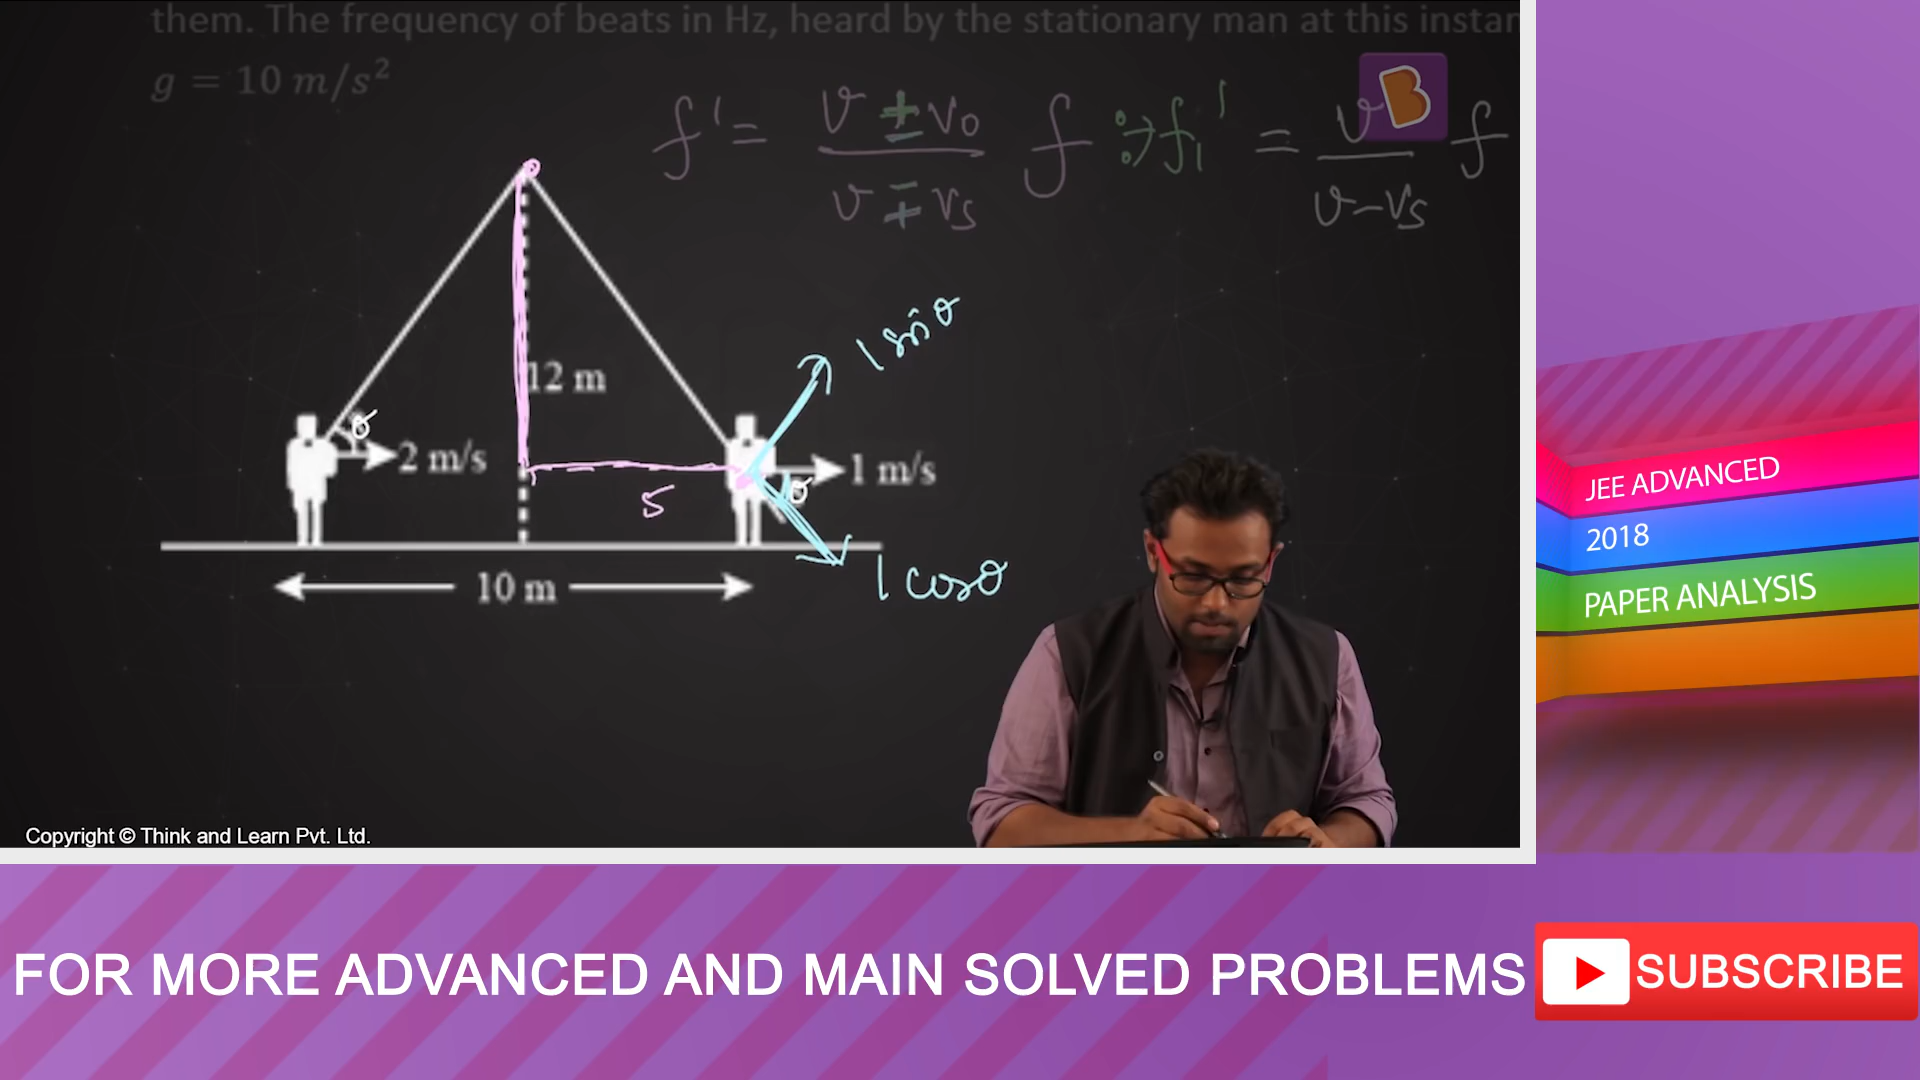 them. The frequency of beats in Hz, heard by the stationary man at this instan
g = 10 m/s²
f' = (v ± v₀)/(v ∓ vₛ) f ∴ f₁' = v/(v − vₛ) f
B
1 sin θ
12 m
θ
2 m/s
1 m/s
θ
5
10 m
1 cos θ
JEE ADVANCED
2018
PAPER ANALYSIS
Copyright © Think and Learn Pvt. Ltd.
FOR MORE ADVANCED AND MAIN SOLVED PROBLEMS
SUBSCRIBE